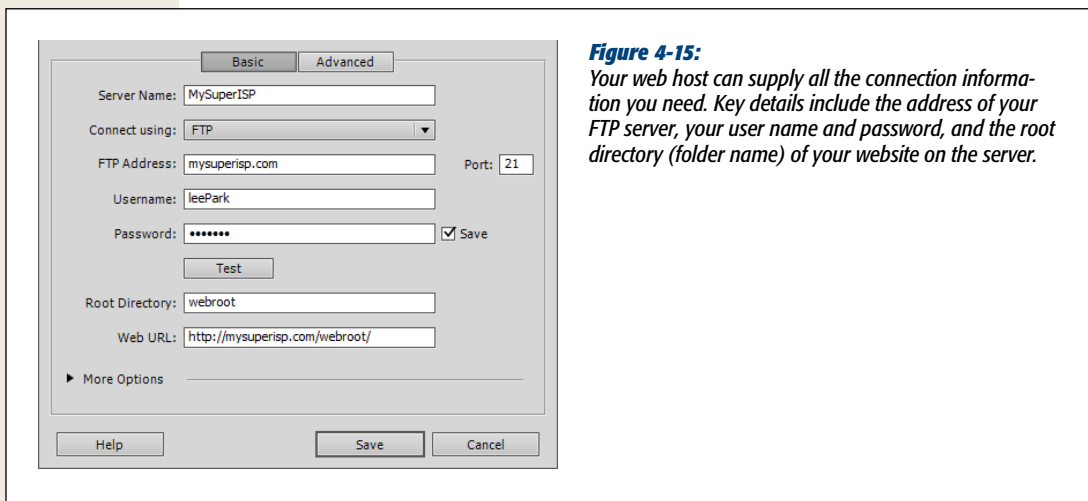 Basic Advanced
Server Name: MySuperISP
Connect using: FTP
FTP Address: mysuperisp.com Port: 21
Username: leePark
Password: ••••••• Save
Test
Root Directory: webroot
Web URL: http://mysuperisp.com/webroot/
More Options
Help Save Cancel
Figure 4-15:
Your web host can supply all the connection informa-
tion you need. Key details include the address of your
FTP server, your user name and password, and the root
directory (folder name) of your website on the server.